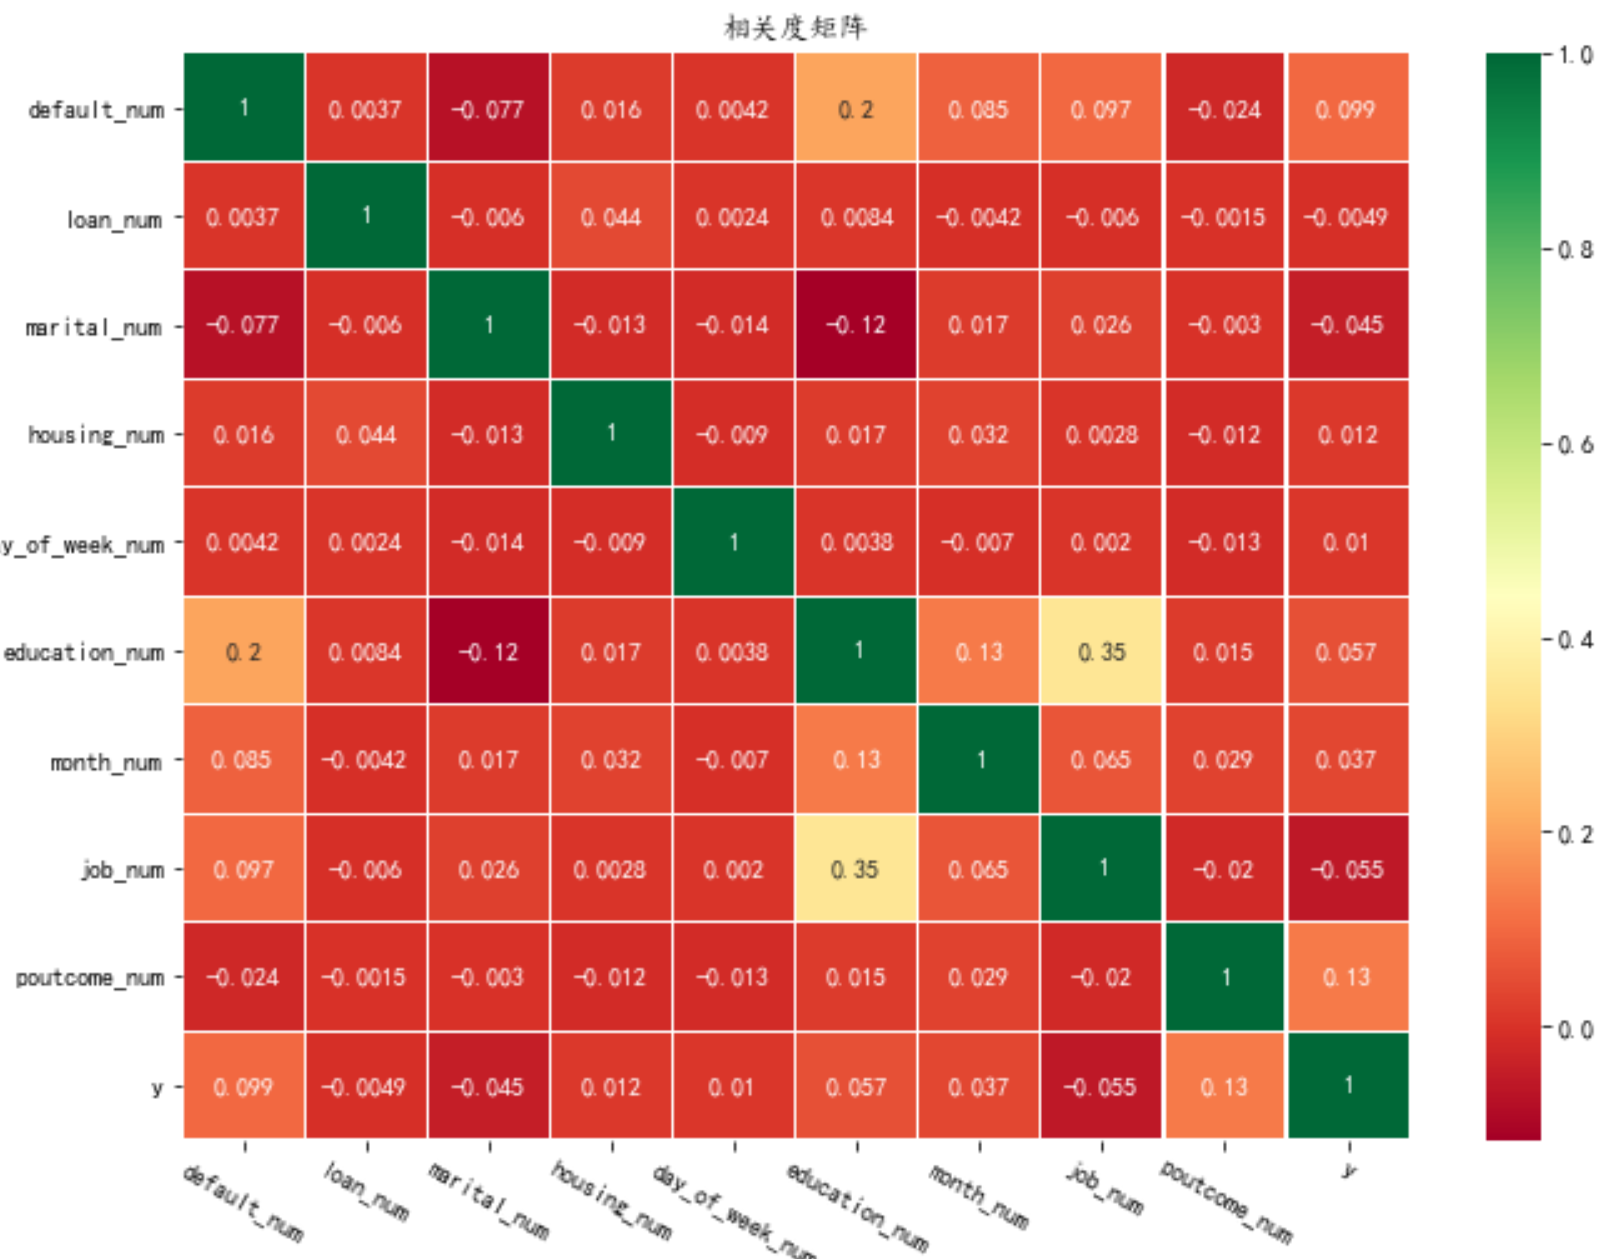 相关度矩阵
default_num 1 0.0037 -0.077 0.016 0.0042 0.2 0.085 0.097 -0.024 0.099
loan_num 0.0037 1 -0.006 0.044 0.0024 0.0084 -0.0042 -0.006 -0.0015 -0.0049
marital_num -0.077 -0.006 1 -0.013 -0.014 -0.12 0.017 0.026 -0.003 -0.045
housing_num 0.016 0.044 -0.013 1 -0.009 0.017 0.032 0.0028 -0.012 0.012
y_of_week_num 0.0042 0.0024 -0.014 -0.009 1 0.0038 -0.007 0.002 -0.013 0.01
education_num 0.2 0.0084 -0.12 0.017 0.0038 1 0.13 0.35 0.015 0.057
month_num 0.085 -0.0042 0.017 0.032 -0.007 0.13 1 0.065 0.029 0.037
job_num 0.097 -0.006 0.026 0.0028 0.002 0.35 0.065 1 -0.02 -0.055
poutcome_num -0.024 -0.0015 -0.003 -0.012 -0.013 0.015 0.029 -0.02 1 0.13
y 0.099 -0.0049 -0.045 0.012 0.01 0.057 0.037 -0.055 0.13 1
default_num loan_num marital_num housing_num day_of_week_num education_num month_num job_num poutcome_num y
1.0
0.8
0.6
0.4
0.2
0.0